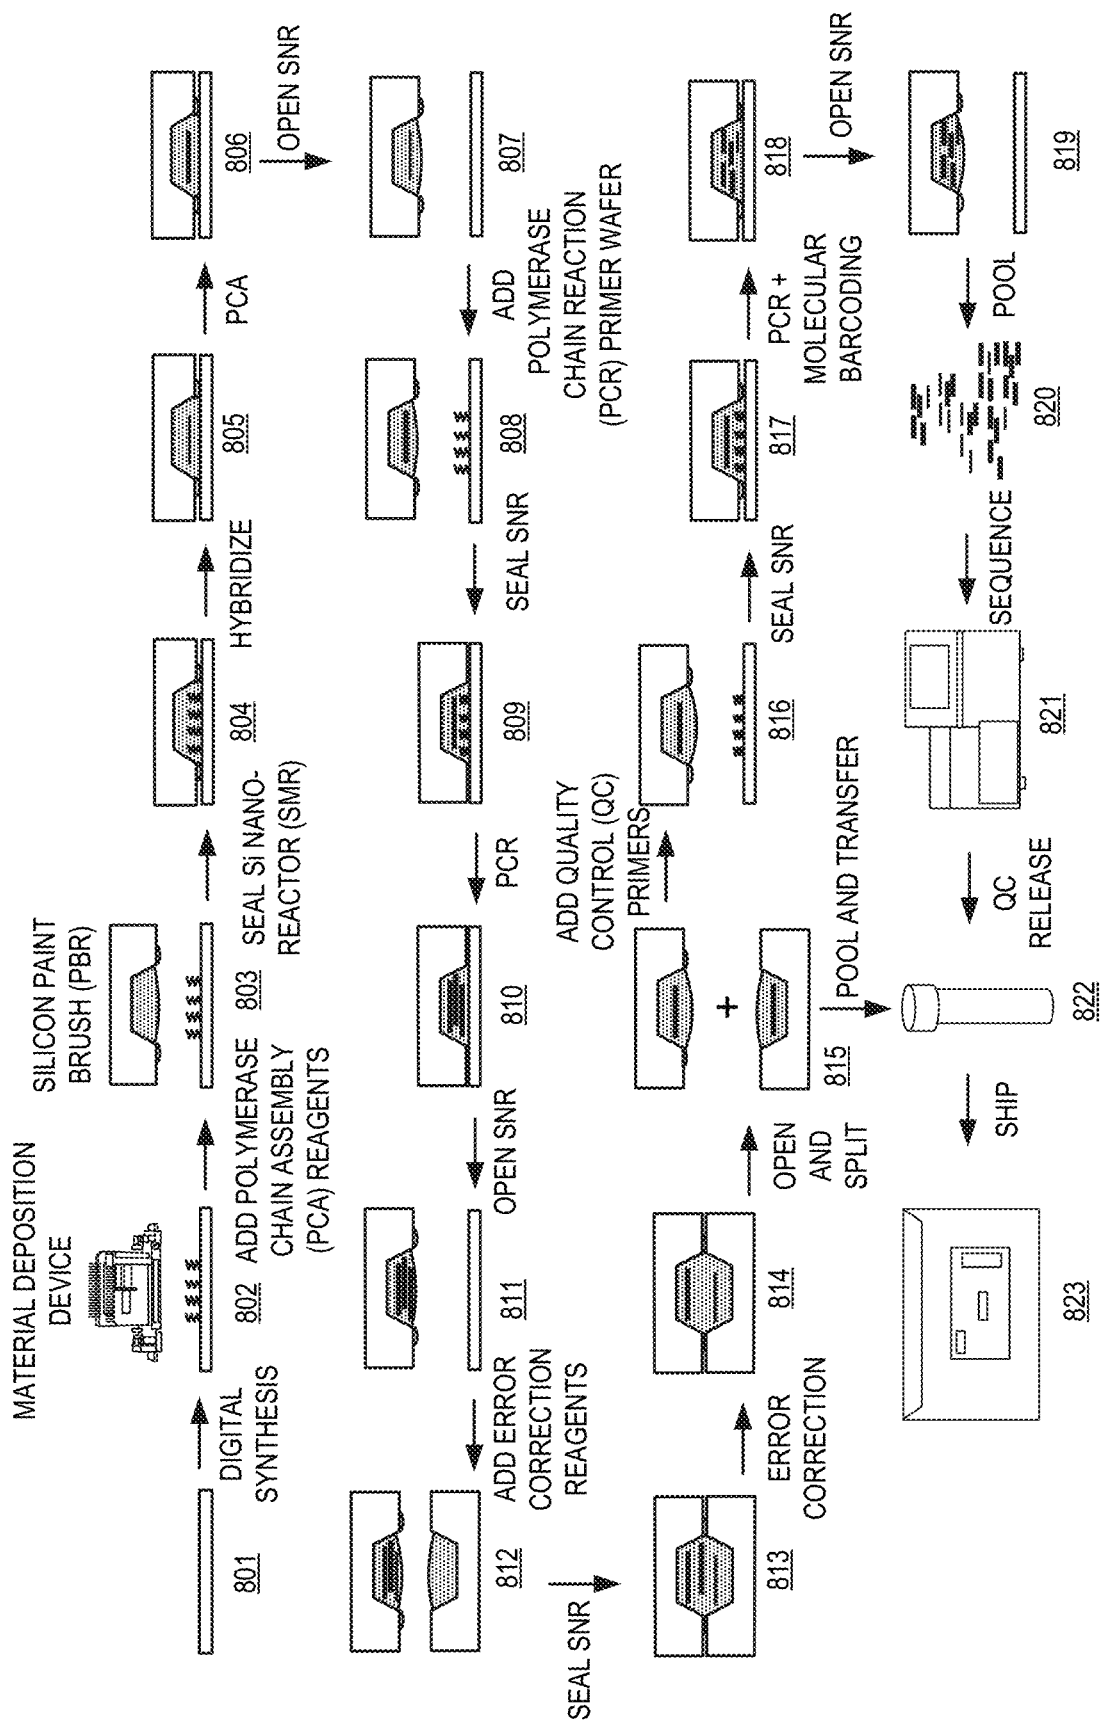 MATERIAL DEPOSITION
DEVICE
SILICON PAINT
BRUSH (PBR)
801
DIGITAL
SYNTHESIS
802
ADD POLYMERASE
CHAIN ASSEMBLY
(PCA) REAGENTS
803
SEAL Si NANO-
REACTOR (SMR)
804
HYBRIDIZE
805
PCA
806
OPEN SNR
807
ADD
POLYMERASE
CHAIN REACTION
(PCR) PRIMER WAFER
808
SEAL SNR
809
PCR
810
OPEN SNR
811
ADD ERROR
CORRECTION
REAGENTS
812
SEAL SNR
813
ERROR
CORRECTION
814
OPEN
AND
SPLIT
+
815
ADD QUALITY
CONTROL (QC)
PRIMERS
816
SEAL SNR
817
PCR +
MOLECULAR
BARCODING
818
OPEN SNR
819
POOL
820
SEQUENCE
821
QC
RELEASE
POOL AND TRANSFER
822
SHIP
823